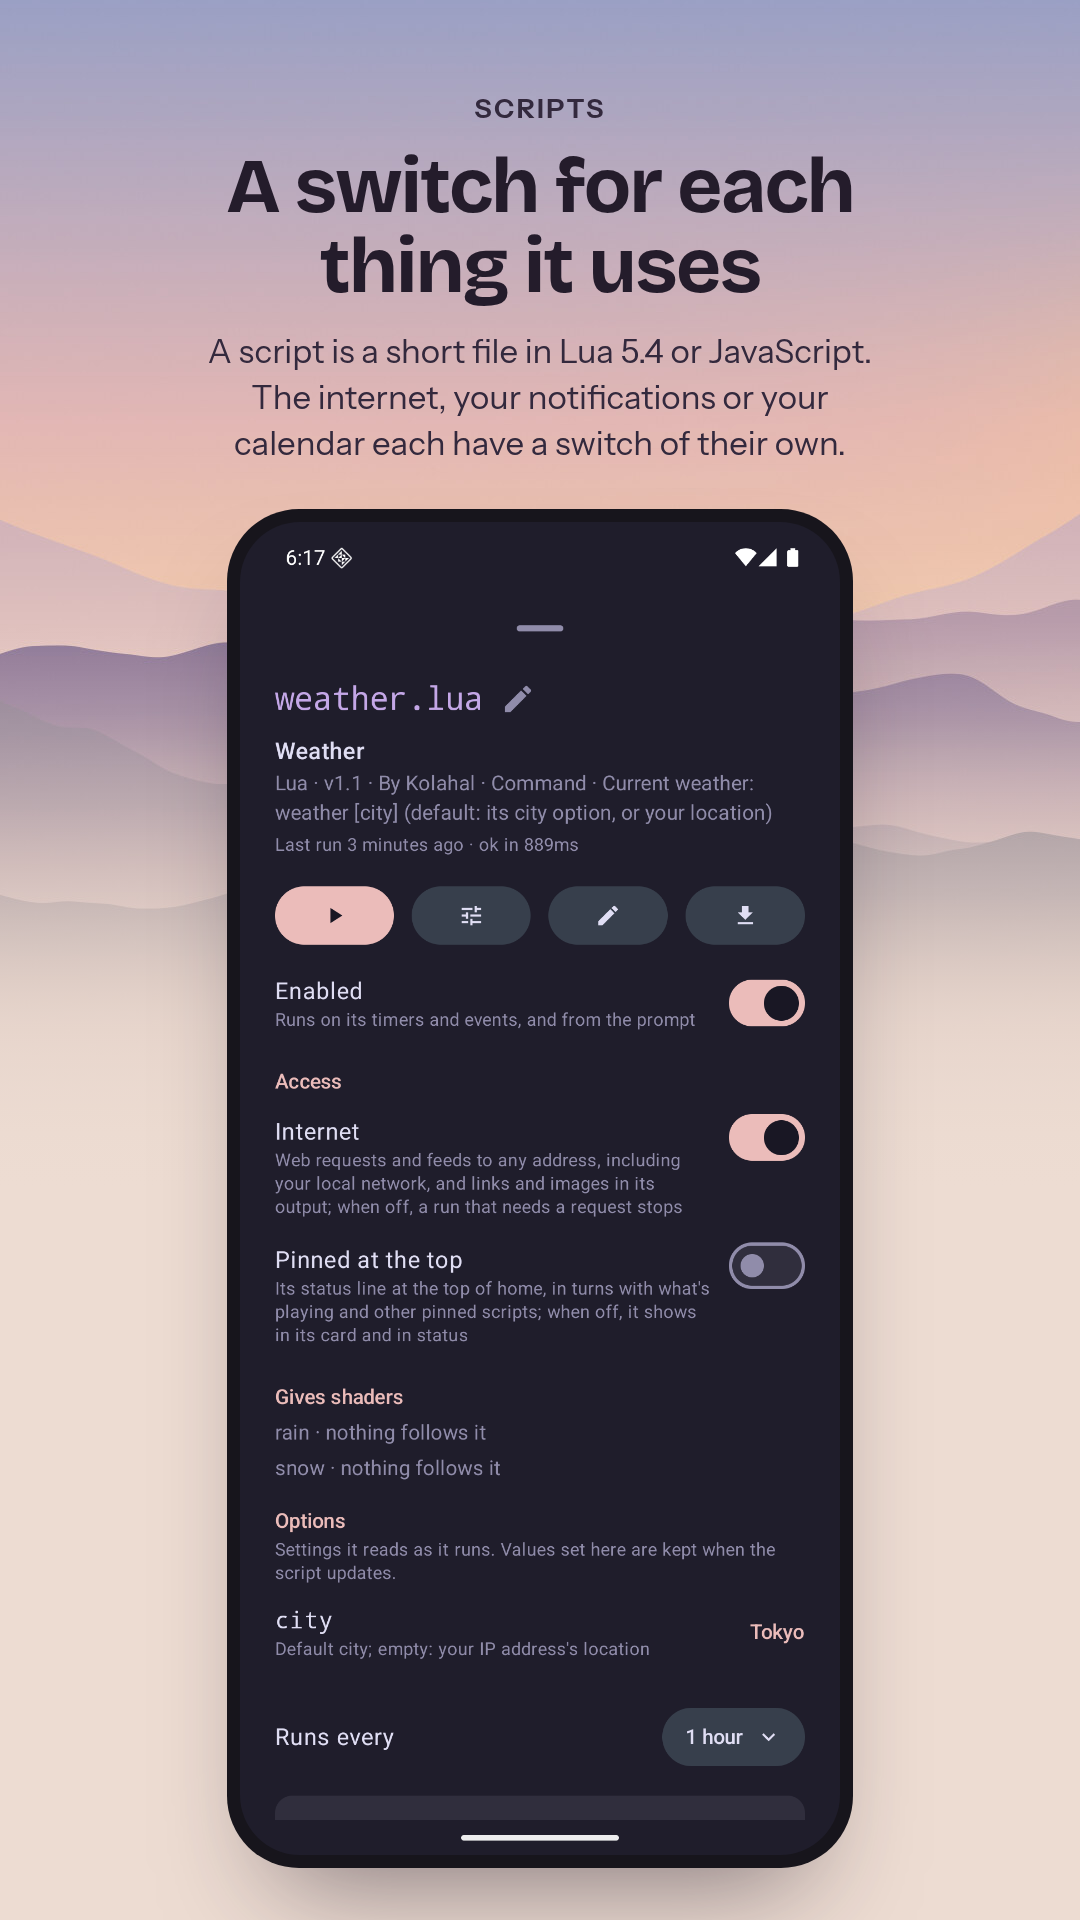 SCRIPTS
A switch for each
thing it uses
A script is a short file in Lua 5.4 or JavaScript.
The internet, your notifications or your
calendar each have a switch of their own.
6:17
weather.lua
Weather
Lua · v1.1 · By Kolahal · Command · Current weather:
weather [city] (default: its city option, or your location)
Last run 3 minutes ago · ok in 889ms
Enabled
Runs on its timers and events, and from the prompt
Access
Internet
Web requests and feeds to any address, including
your local network, and links and images in its
output; when off, a run that needs a request stops
Pinned at the top
Its status line at the top of home, in turns with what's
playing and other pinned scripts; when off, it shows
in its card and in status
Gives shaders
rain · nothing follows it
snow · nothing follows it
Options
Settings it reads as it runs. Values set here are kept when the
script updates.
city
Default city; empty: your IP address's location
Tokyo
Runs every
1 hour